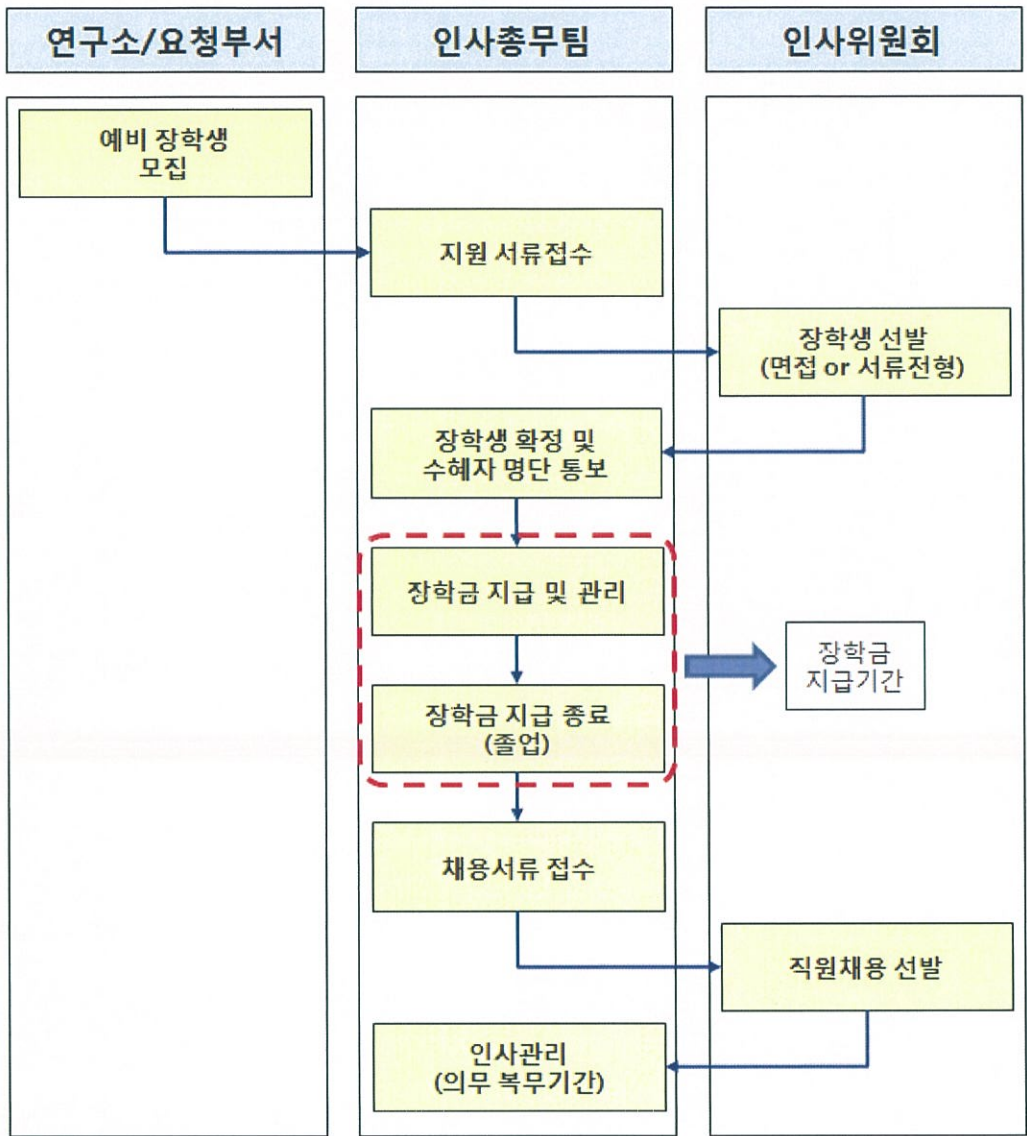 연구소/요청부서
인사총무팀
인사위원회
예비 장학생
모집
지원 서류접수
장학생 선발
(면접 or 서류전형)
장학생 확정 및
수혜자 명단 통보
장학금 지급 및 관리
장학금
지급기간
장학금 지급 종료
(졸업)
채용서류 접수
직원채용 선발
인사관리
(의무 복무기간)